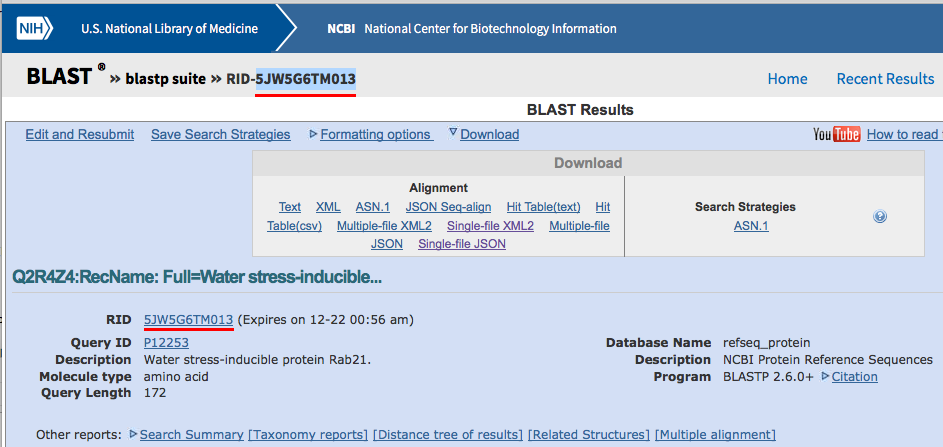 NIH U.S. National Library of Medicine NCBI National Center for Biotechnology Information
BLAST ® » blastp suite » RID-5JW5G6TM013 Home Recent Results
BLAST Results
Edit and Resubmit Save Search Strategies Formatting options Download YouTube How to read
Download
Alignment
Text XML ASN.1 JSON Seq-align Hit Table(text) Hit
Table(csv) Multiple-file XML2 Single-file XML2 Multiple-file
JSON Single-file JSON
Search Strategies
ASN.1
?
Q2R4Z4:RecName: Full=Water stress-inducible...
RID 5JW5G6TM013 (Expires on 12-22 00:56 am)
Query ID P12253
Description Water stress-inducible protein Rab21.
Molecule type amino acid
Query Length 172
Database Name refseq_protein
Description NCBI Protein Reference Sequences
Program BLASTP 2.6.0+ Citation
Other reports: Search Summary [Taxonomy reports] [Distance tree of results] [Related Structures] [Multiple alignment]